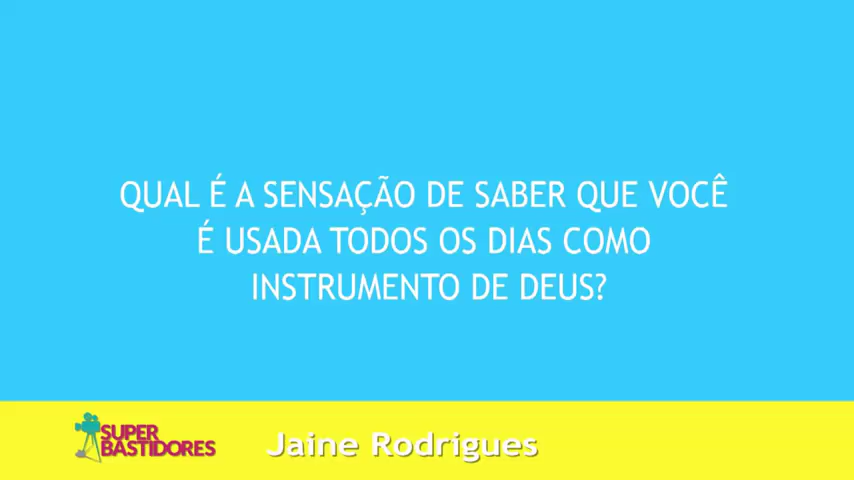 QUAL É A SENSAÇÃO DE SABER QUE VOCÊ
É USADA TODOS OS DIAS COMO
INSTRUMENTO DE DEUS?
SUPER
BASTIDORES
Jaine Rodrigues